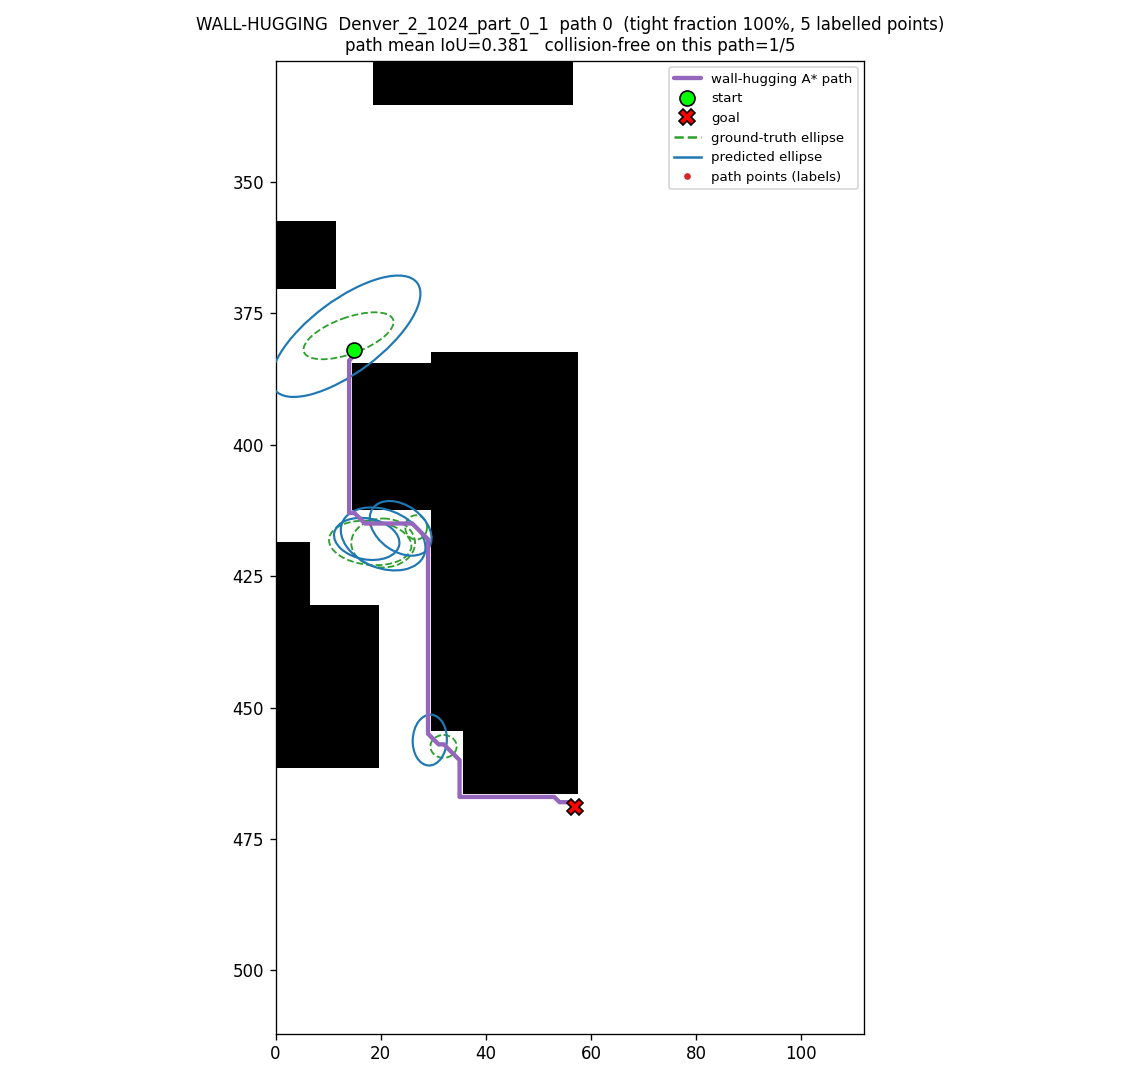 WALL-HUGGING  Denver_2_1024_part_0_1  path 0  (tight fraction 100%, 5 labelled points)
path mean IoU=0.381   collision-free on this path=1/5
wall-hugging A* path
start
goal
ground-truth ellipse
predicted ellipse
path points (labels)
350
375
400
425
450
475
500
0 20 40 60 80 100